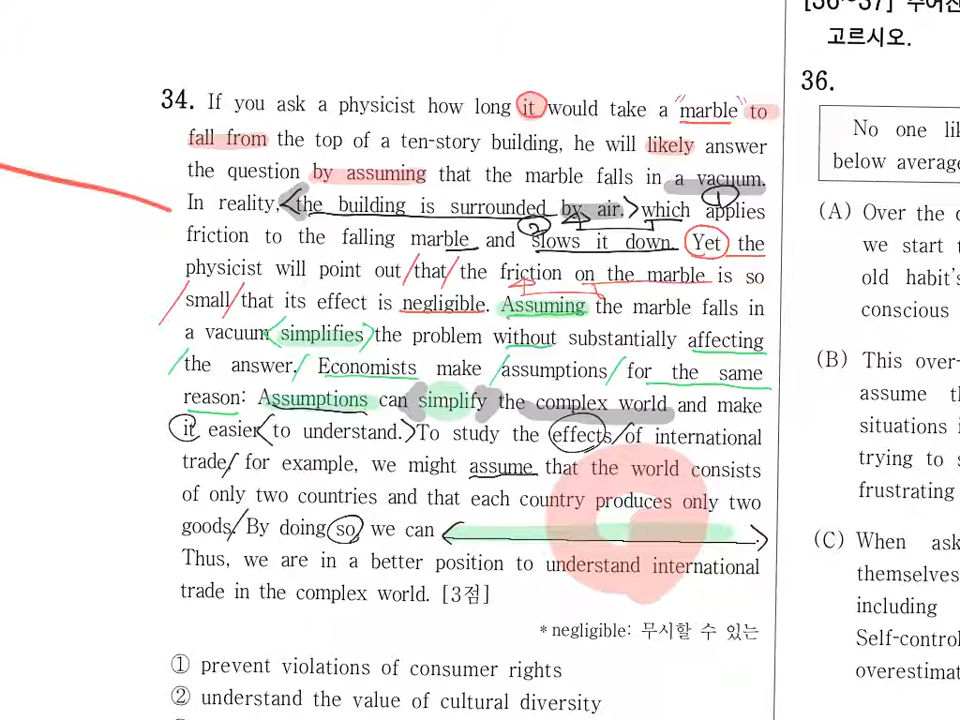 [36~37] 주어진
고르시오.
34. If you ask a physicist how long it would take a "marble" to
fall from the top of a ten-story building, he will likely answer
the question by assuming that the marble falls in a vacuum.
In reality, the building is surrounded by air, which applies
friction to the falling marble and slows it down. Yet the
physicist will point out that the friction on the marble is so
small that its effect is negligible. Assuming the marble falls in
a vacuum simplifies the problem without substantially affecting
the answer. Economists make assumptions for the same
reason: Assumptions can simplify the complex world and make
it easier to understand. To study the effects of international
trade, for example, we might assume that the world consists
of only two countries and that each country produces only two
goods. By doing so, we can
Thus, we are in a better position to understand international
trade in the complex world. [3점]
* negligible: 무시할 수 있는
① prevent violations of consumer rights
② understand the value of cultural diversity
36.
No one li
below average
(A) Over the
we start t
old habit's
conscious
(B) This over-
assume th
situations i
trying to s
frustrating
(C) When ask
themselves
including
Self-contro
overestimat
① ②